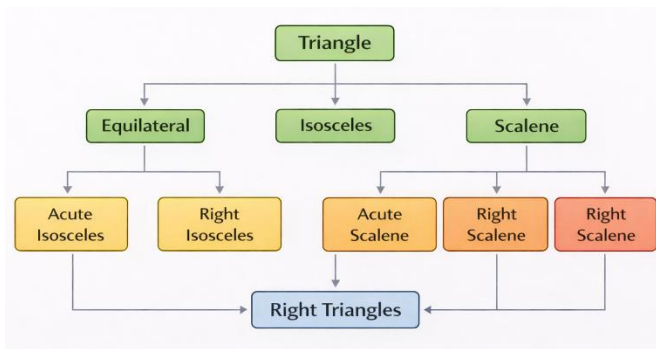 Triangle
Equilateral
Isosceles
Scalene
Acute
Isosceles
Right
Isosceles
Acute
Scalene
Right
Scalene
Right
Scalene
Right Triangles